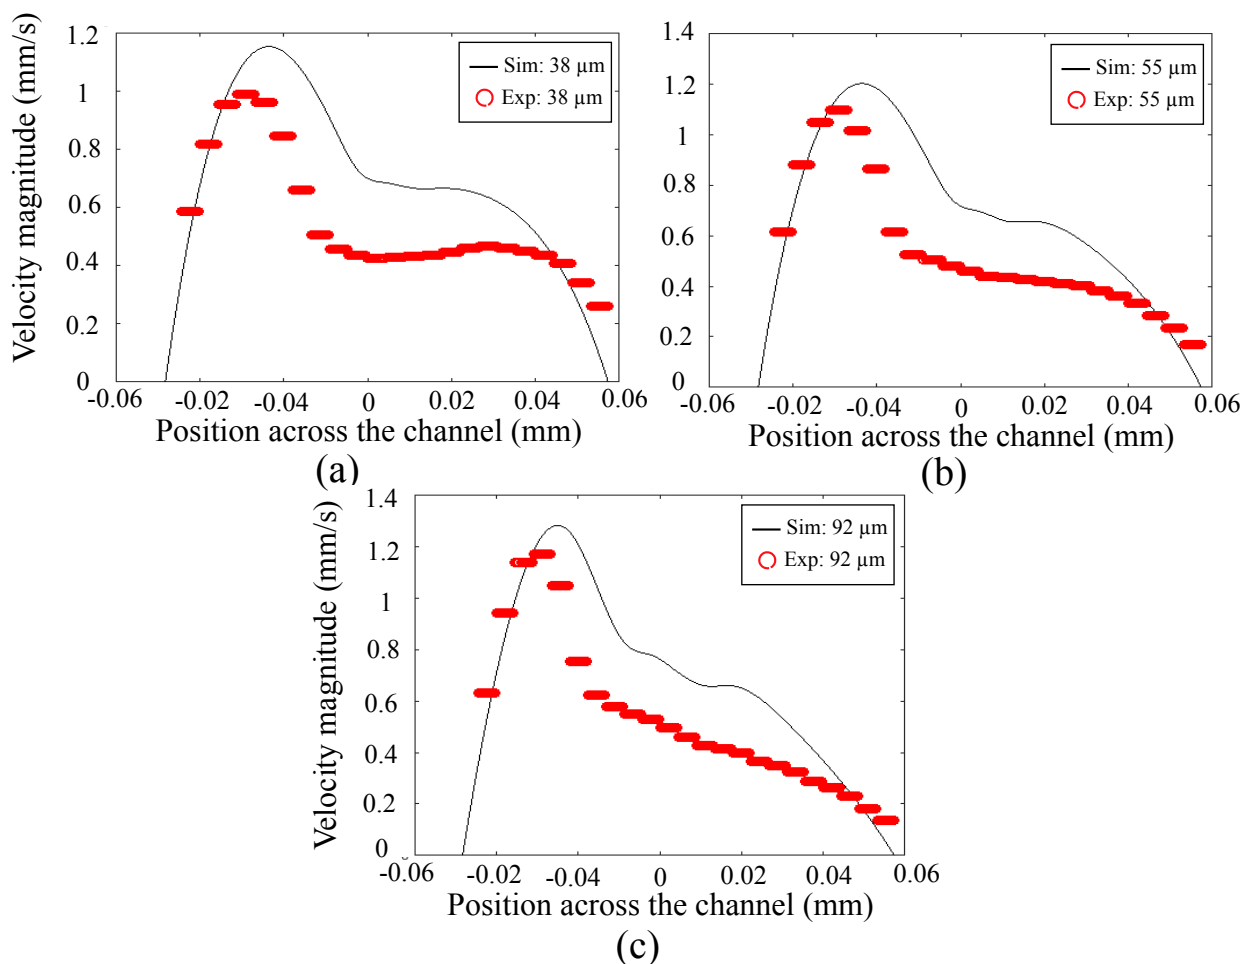 Velocity magnitude (mm/s)
1.2
1
0.8
0.6
0.4
0.2
0
-0.06
-0.02
-0.04
0
0.02
0.04
0.06
Sim: 38 µm
Exp: 38 µm
Position across the channel (mm)
(a)
Velocity magnitude (mm/s)
1.4
1.2
1
0.8
0.6
0.4
0.2
0
-0.06
-0.02
-0.04
0
0.02
0.04
0.06
Sim: 55 µm
Exp: 55 µm
Position across the channel (mm)
(b)
Velocity magnitude (mm/s)
1.4
1.2
1
0.8
0.6
0.4
0.2
0
-0.06
-0.02
-0.04
0
0.02
0.04
0.06
Sim: 92 µm
Exp: 92 µm
Position across the channel (mm)
(c)